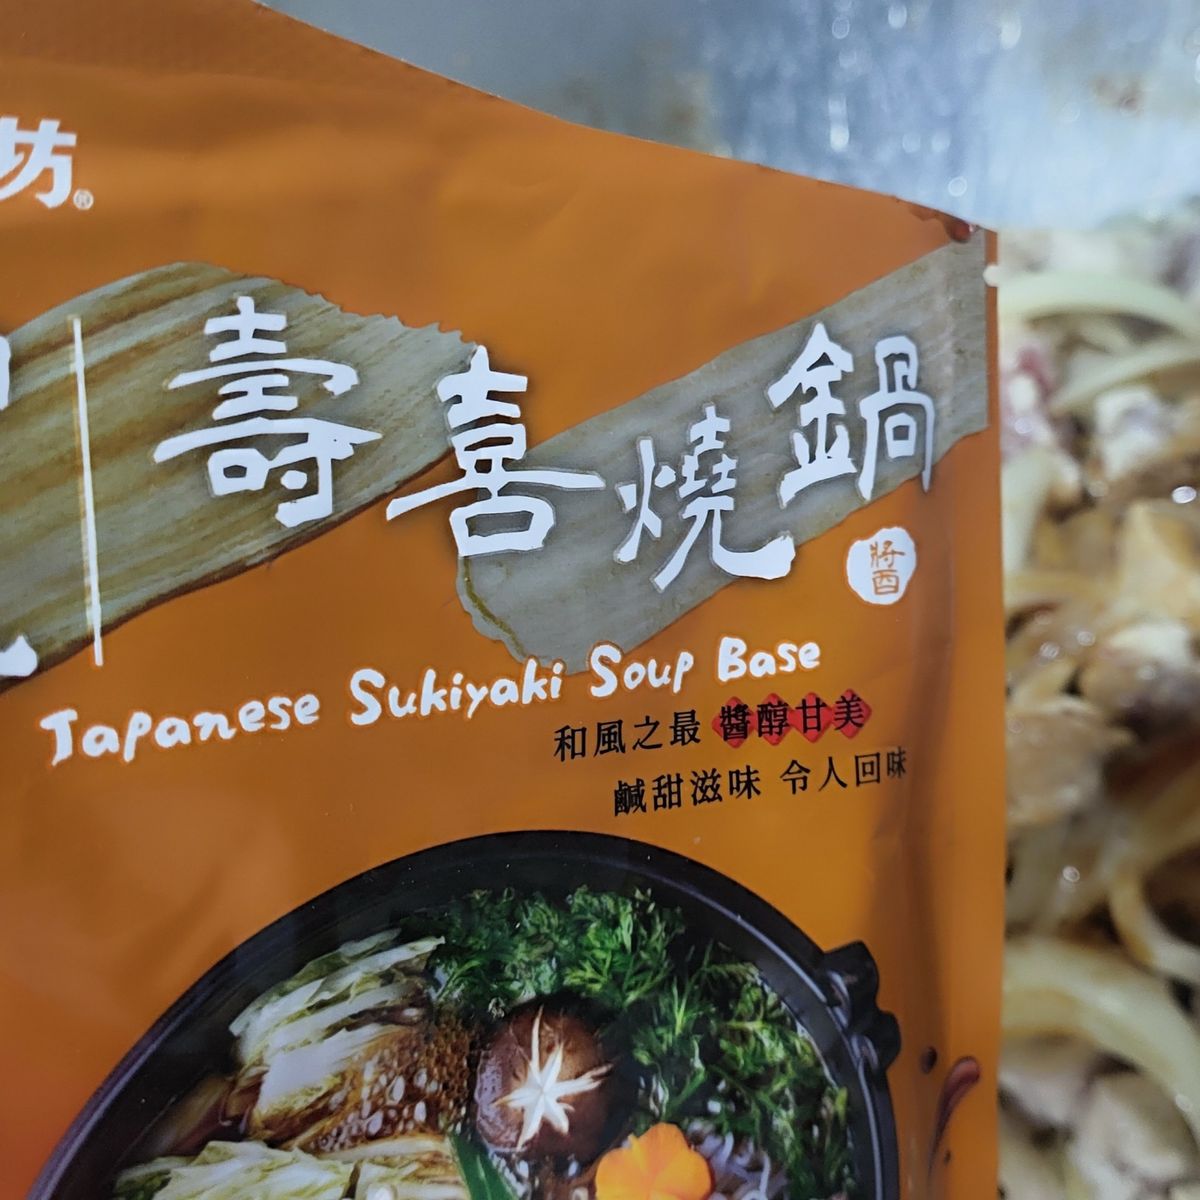 坊®
壽喜燒鍋
醬
Japanese Sukiyaki Soup Base
和風之最 醬醇甘美
鹹甜滋味 令人回味